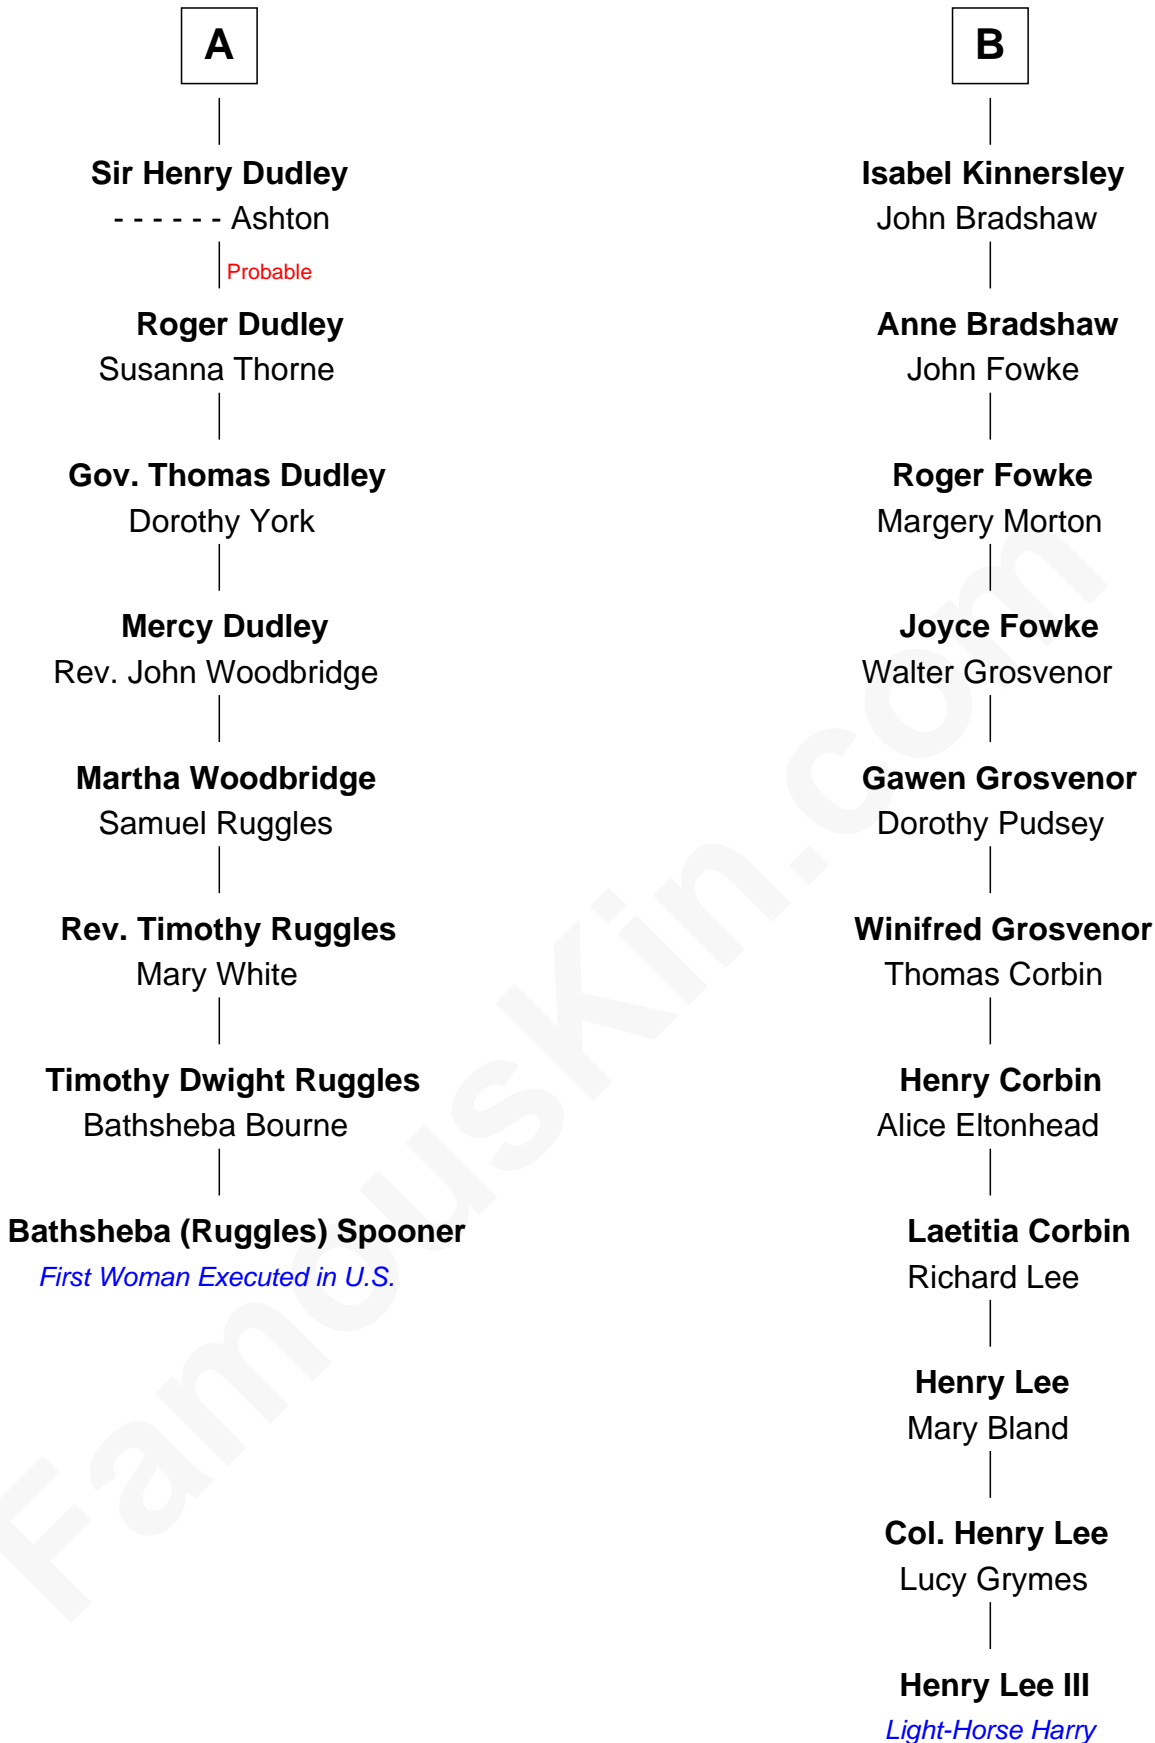 A
Sir Henry Dudley
- - - - - - Ashton
Probable
Roger Dudley
Susanna Thorne
Gov. Thomas Dudley
Dorothy York
Mercy Dudley
Rev. John Woodbridge
Martha Woodbridge
Samuel Ruggles
Rev. Timothy Ruggles
Mary White
Timothy Dwight Ruggles
Bathsheba Bourne
Bathsheba (Ruggles) Spooner
First Woman Executed in U.S.
B
Isabel Kinnersley
John Bradshaw
Anne Bradshaw
John Fowke
Roger Fowke
Margery Morton
Joyce Fowke
Walter Grosvenor
Gawen Grosvenor
Dorothy Pudsey
Winifred Grosvenor
Thomas Corbin
Henry Corbin
Alice Eltonhead
Laetitia Corbin
Richard Lee
Henry Lee
Mary Bland
Col. Henry Lee
Lucy Grymes
Henry Lee III
Light-Horse Harry
FamousKin.com